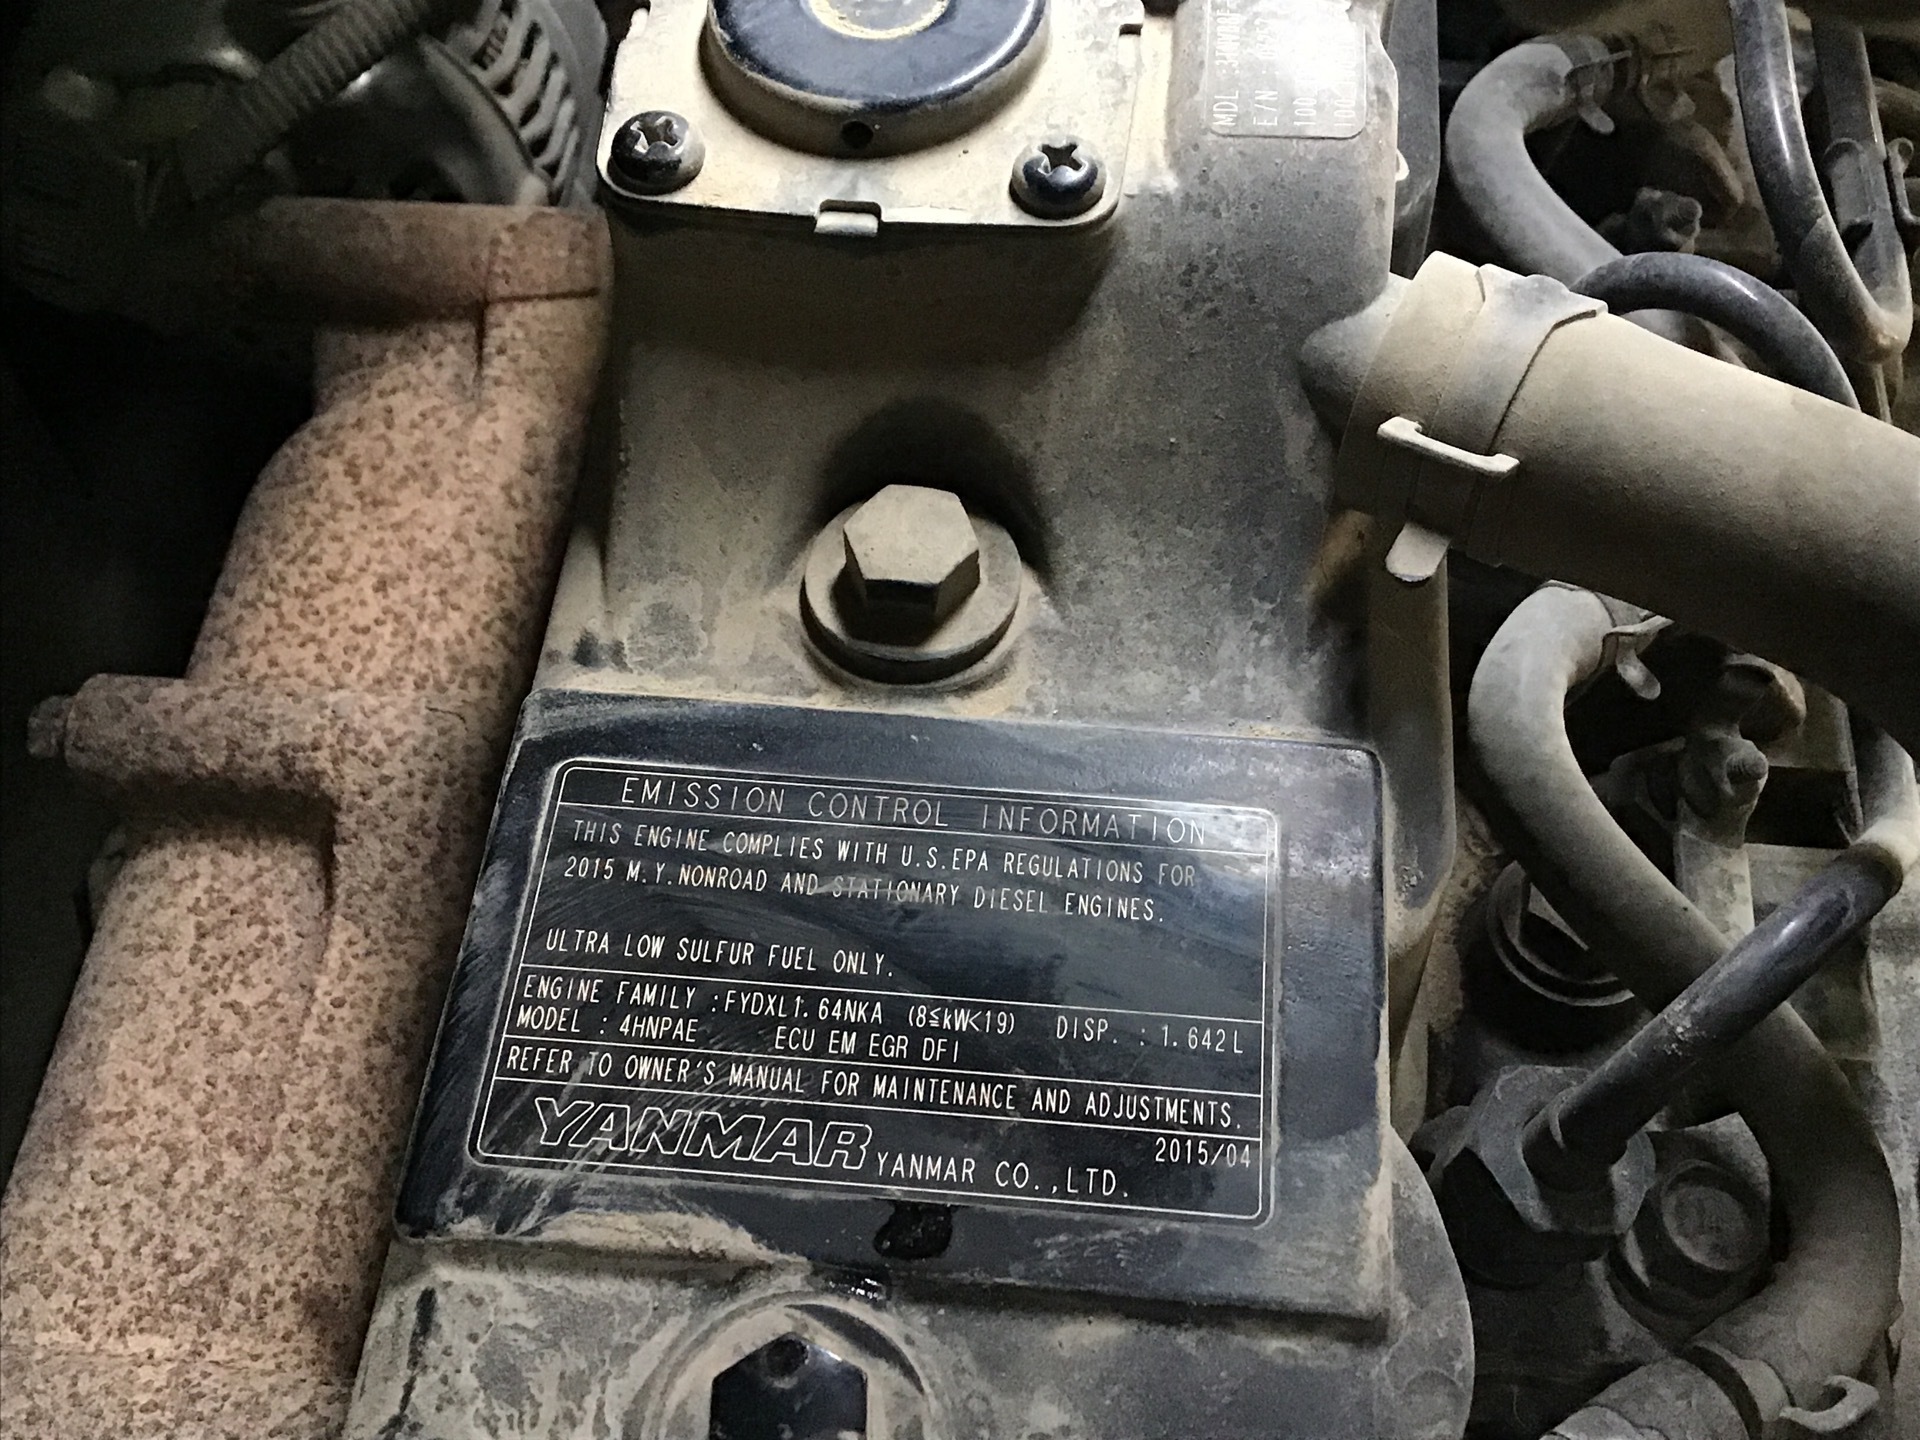 MDL
E/N
100
100
EMISSION CONTROL INFORMATION
THIS ENGINE COMPLIES WITH U.S.EPA REGULATIONS FOR
2015 M.Y.NONROAD AND STATIONARY DIESEL ENGINES.
ULTRA LOW SULFUR FUEL ONLY.
ENGINE FAMILY :FYDXL1.64NKA (8≦kW<19) DISP. : 1.642L
MODEL : 4HNPAE ECU EM EGR DFI
REFER TO OWNER'S MANUAL FOR MAINTENANCE AND ADJUSTMENTS.
2015/04
YANMAR YANMAR CO.,LTD.